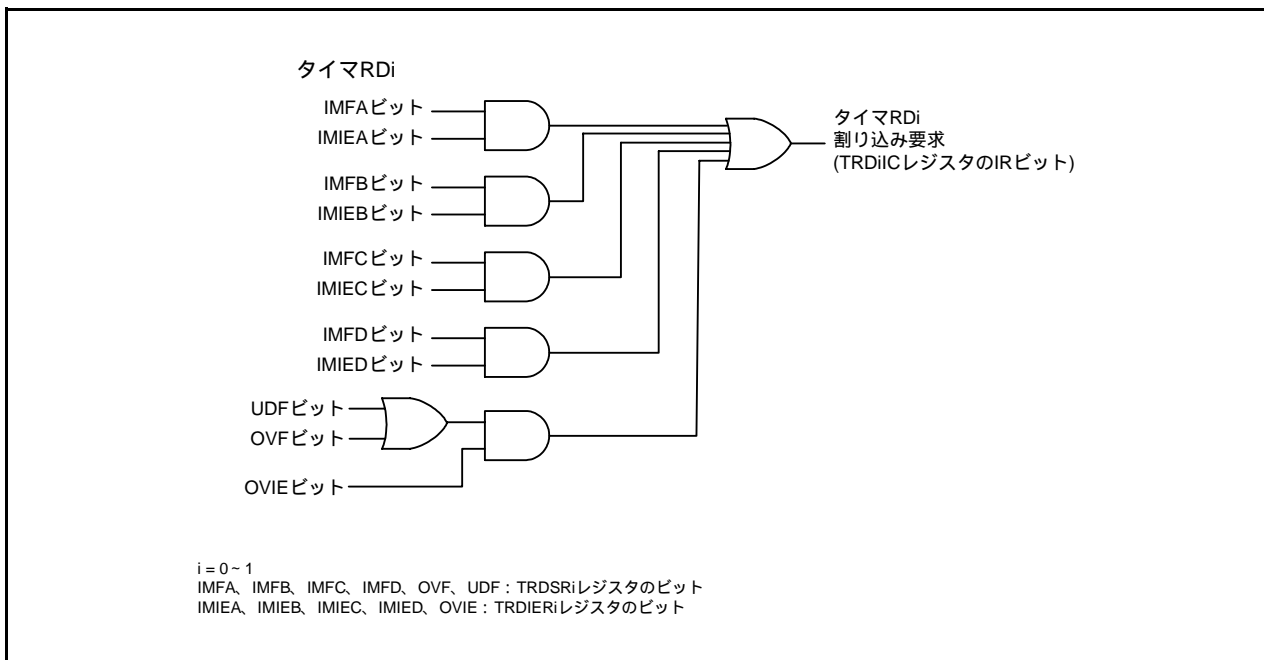 タイマRDi
IMFAビット
IMIEAビット
IMFBビット
IMIEBビット
IMFCビット
IMIECビット
IMFDビット
IMIEDビット
UDFビット
OVFビット
OVIEビット
タイマRDi
割り込み要求
(TRDiICレジスタのIRビット)
i = 0~1
IMFA、IMFB、IMFC、IMFD、OVF、UDF：TRDSRiレジスタのビット
IMIEA、IMIEB、IMIEC、IMIED、OVIE：TRDIERiレジスタのビット